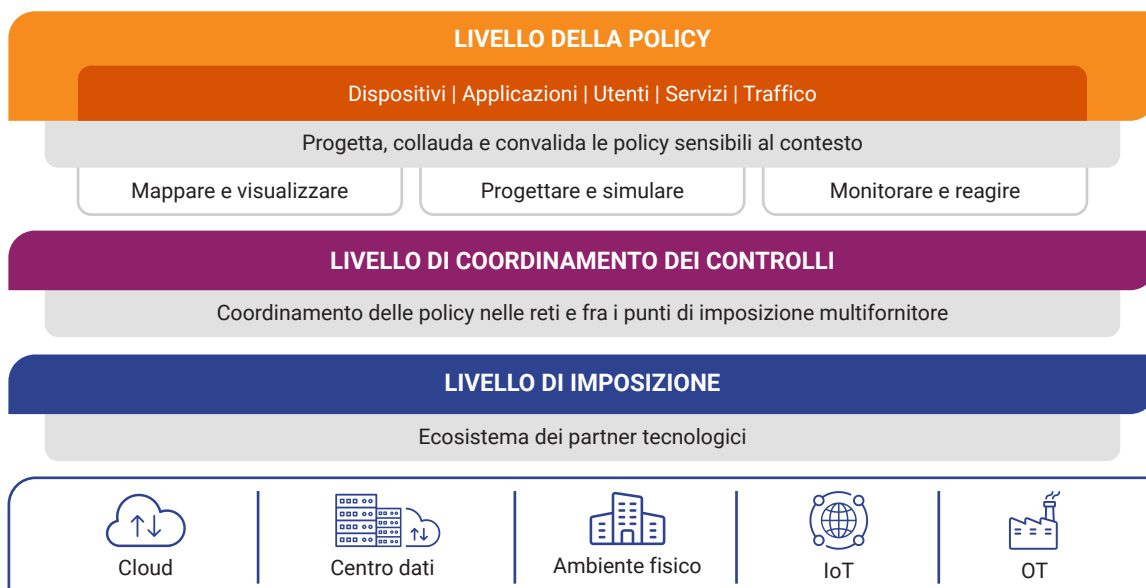 LIVELLO DELLA POLICY
Dispositivi | Applicazioni | Utenti | Servizi | Traffico
Progetta, collauda e convalida le policy sensibili al contesto
Mappare e visualizzare
Progettare e simulare
Monitorare e reagire
LIVELLO DI COORDINAMENTO DEI CONTROLLI
Coordinamento delle policy nelle reti e fra i punti di imposizione multifornitore
LIVELLO DI IMPOSIZIONE
Ecosistema dei partner tecnologici
Cloud
Centro dati
Ambiente fisico
IoT
OT